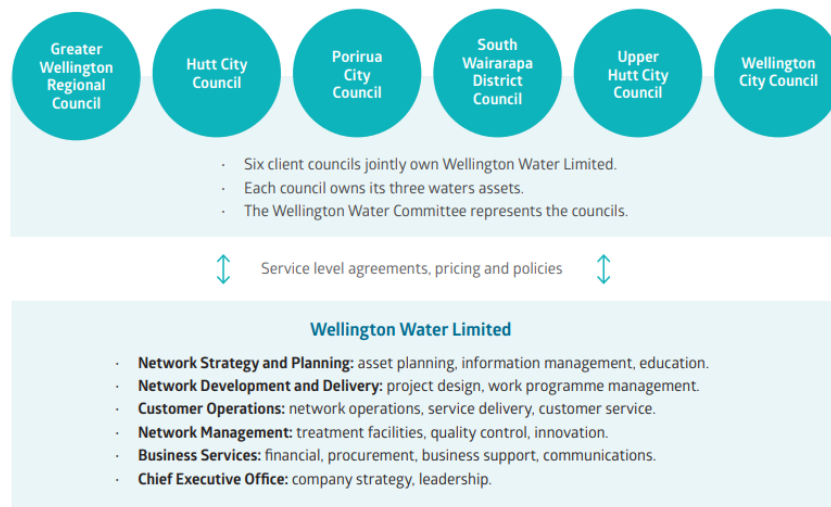 Greater
Wellington
Regional
Council
Hutt City
Council
Porirua
City
Council
South
Wairarapa
District
Council
Upper
Hutt City
Council
Wellington
City Council
· Six client councils jointly own Wellington Water Limited.
· Each council owns its three waters assets.
· The Wellington Water Committee represents the councils.
Service level agreements, pricing and policies
Wellington Water Limited
· Network Strategy and Planning: asset planning, information management, education.
· Network Development and Delivery: project design, work programme management.
· Customer Operations: network operations, service delivery, customer service.
· Network Management: treatment facilities, quality control, innovation.
· Business Services: financial, procurement, business support, communications.
· Chief Executive Office: company strategy, leadership.